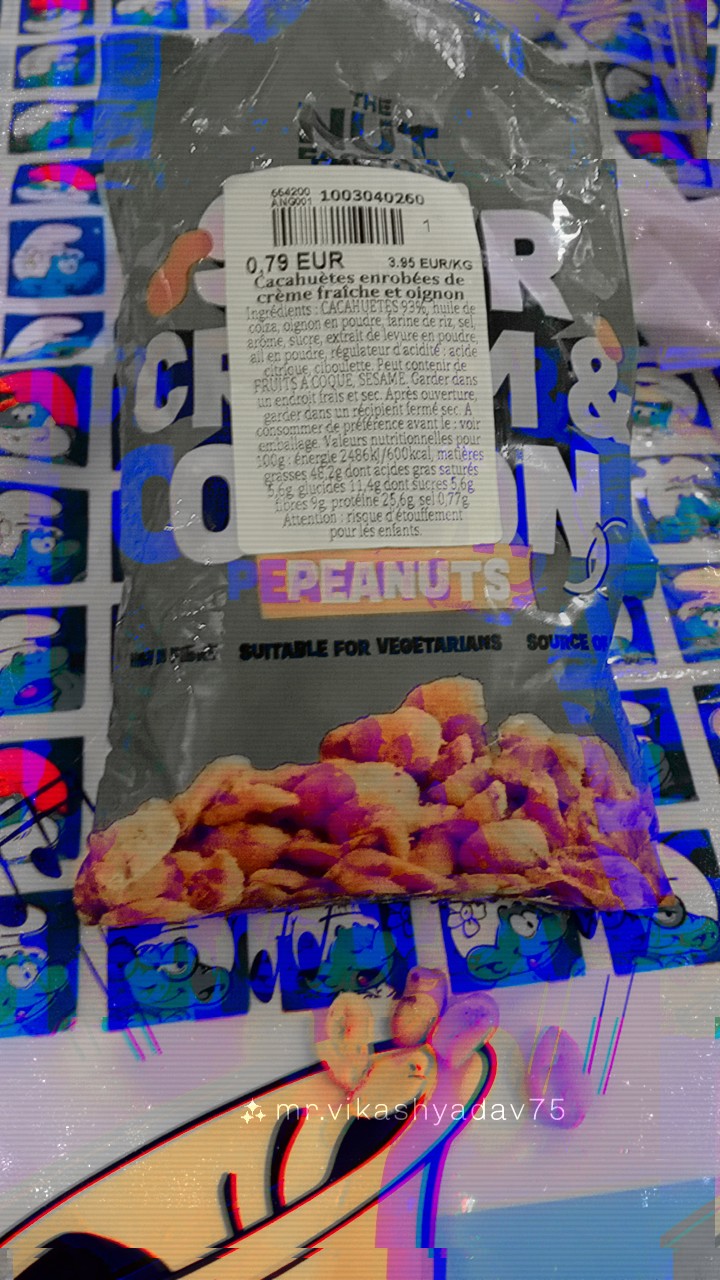 THE
NUT
FACTORY
664200
ANG001 1003040260
1
0,79 EUR 3.95 EUR/KG
Cacahuètes enrobées de
crème fraîche et oignon
Ingrédients : CACAHUÈTES 93%, huile de
colza, oignon en poudre, farine de riz, sel,
arôme, sucre, extrait de levure en poudre,
ail en poudre, régulateur d'acidité : acide
citrique, ciboulette. Peut contenir de
FRUITS À COQUE, SÉSAME. Garder dans
un endroit frais et sec. Après ouverture,
garder dans un récipient fermé sec. A
consommer de préférence avant le : voir
emballage. Valeurs nutritionnelles pour
100g : énergie 2486kJ/600kcal, matières
grasses 48,2g dont acides gras saturés
5,6g, glucides 11,4g dont sucres 5,6g,
fibres 9g, protéine 25,6g, sel 0,77g.
Attention : risque d'étouffement
pour les enfants.
&
PEANUTS
SUITABLE FOR VEGETARIANS SOURCE OF
mr.vikashyadav75